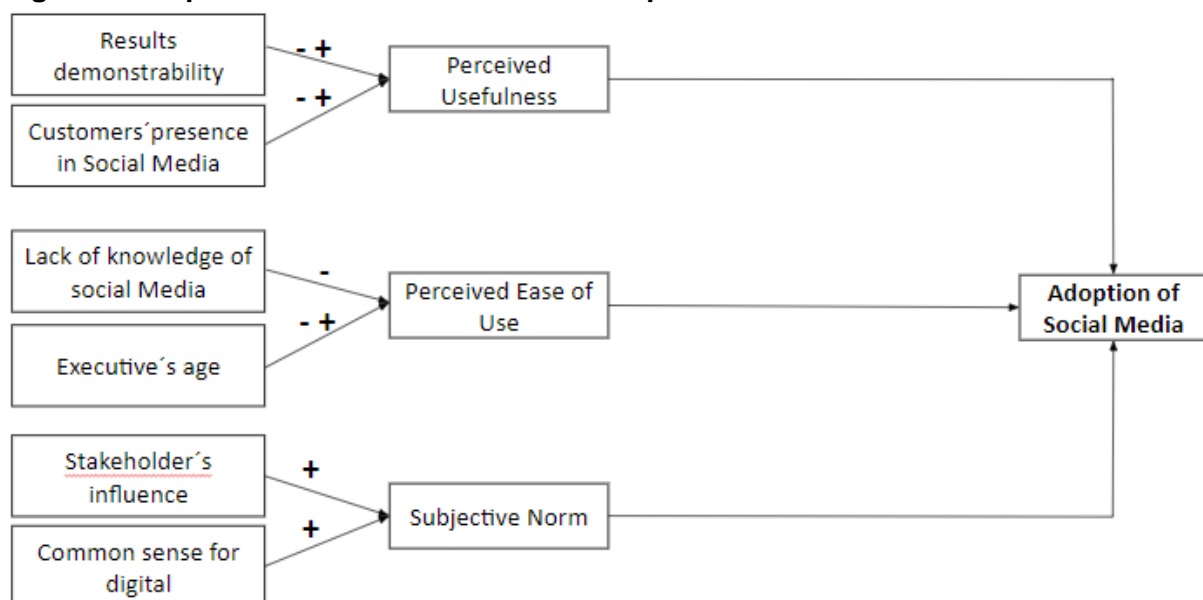 Results
demonstrability
- +
Perceived
Usefulness
- +
Customers´presence
in Social Media
Lack of knowledge of
social Media
-
Perceived Ease of
Use
- +
Executive´s age
Adoption of
Social Media
Stakeholder´s
influence
+
Subjective Norm
+
Common sense for
digital